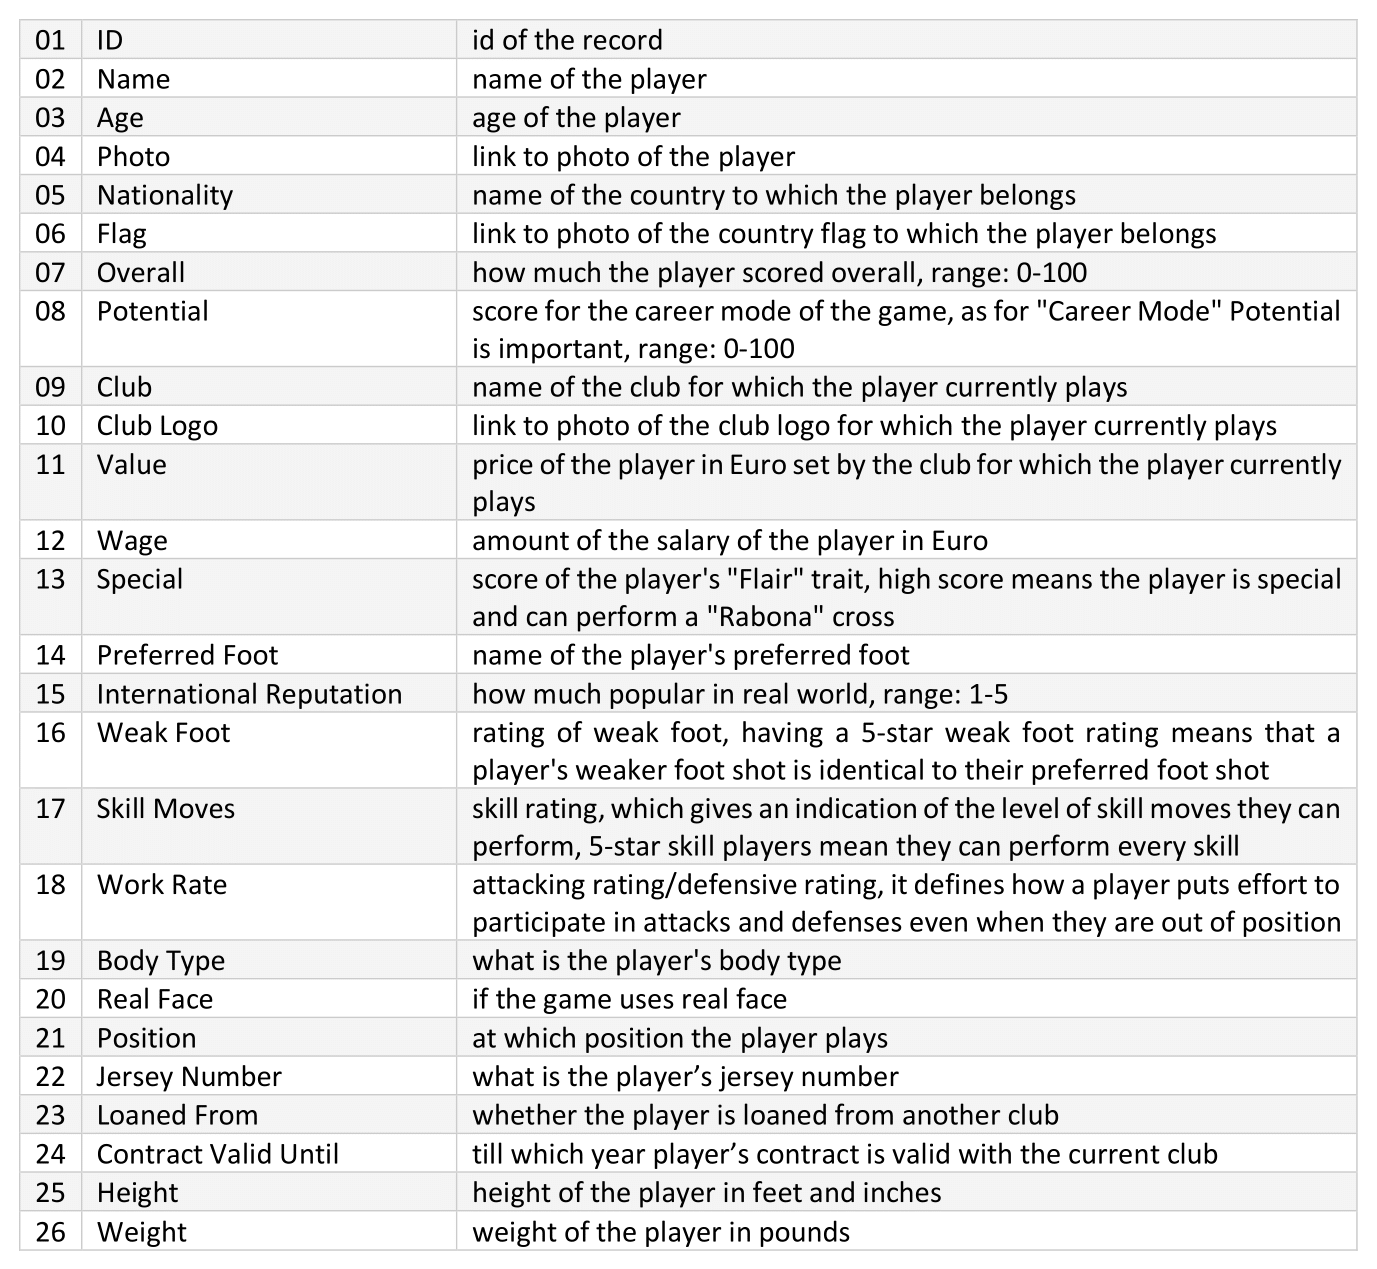 01 ID id of the record
02 Name name of the player
03 Age age of the player
04 Photo link to photo of the player
05 Nationality name of the country to which the player belongs
06 Flag link to photo of the country flag to which the player belongs
07 Overall how much the player scored overall, range: 0-100
08 Potential score for the career mode of the game, as for "Career Mode" Potential
is important, range: 0-100
09 Club name of the club for which the player currently plays
10 Club Logo link to photo of the club logo for which the player currently plays
11 Value price of the player in Euro set by the club for which the player currently
plays
12 Wage amount of the salary of the player in Euro
13 Special score of the player's "Flair" trait, high score means the player is special
and can perform a "Rabona" cross
14 Preferred Foot name of the player's preferred foot
15 International Reputation how much popular in real world, range: 1-5
16 Weak Foot rating of weak foot, having a 5-star weak foot rating means that a
player's weaker foot shot is identical to their preferred foot shot
17 Skill Moves skill rating, which gives an indication of the level of skill moves they can
perform, 5-star skill players mean they can perform every skill
18 Work Rate attacking rating/defensive rating, it defines how a player puts effort to
participate in attacks and defenses even when they are out of position
19 Body Type what is the player's body type
20 Real Face if the game uses real face
21 Position at which position the player plays
22 Jersey Number what is the player’s jersey number
23 Loaned From whether the player is loaned from another club
24 Contract Valid Until till which year player’s contract is valid with the current club
25 Height height of the player in feet and inches
26 Weight weight of the player in pounds